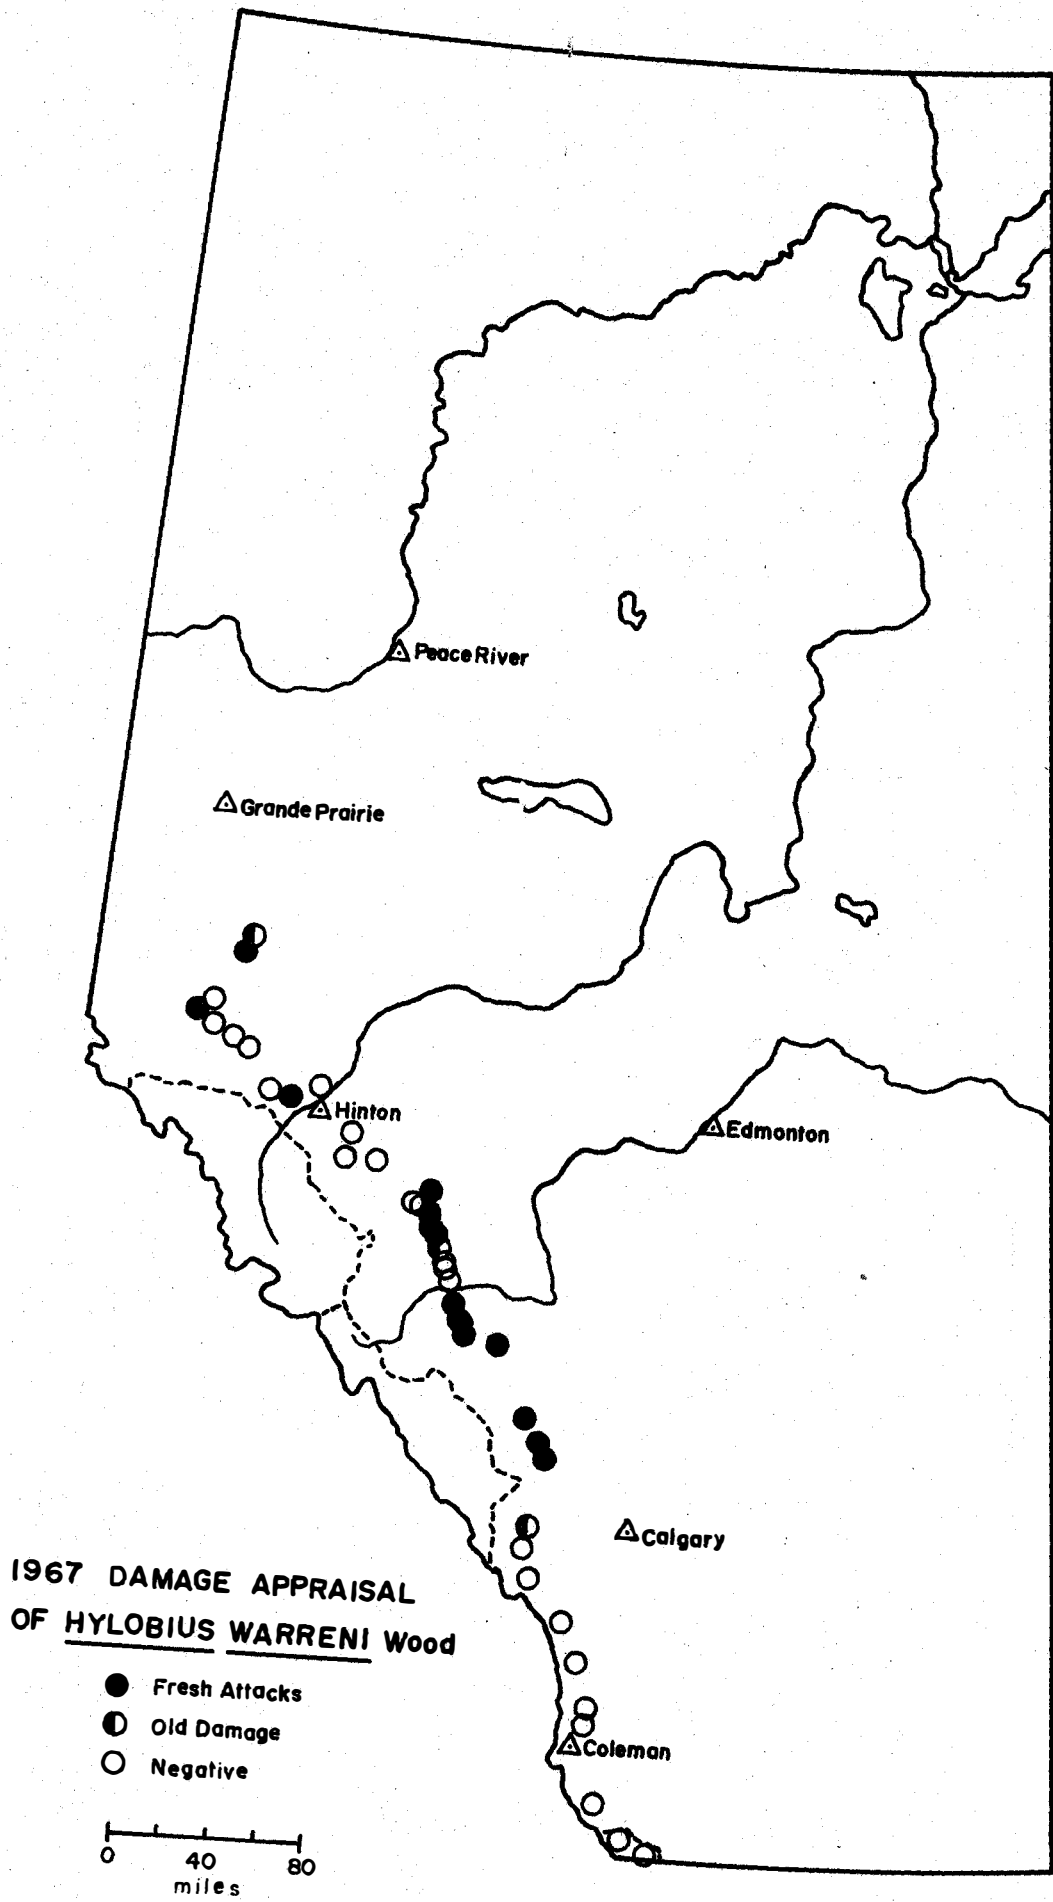 Peace River
Grande Prairie
Hinton
Edmonton
Calgary
1967 DAMAGE APPRAISAL
OF HYLOBIUS WARRENI Wood
Fresh Attacks
Old Damage
Negative
Coleman
0 40 80
miles